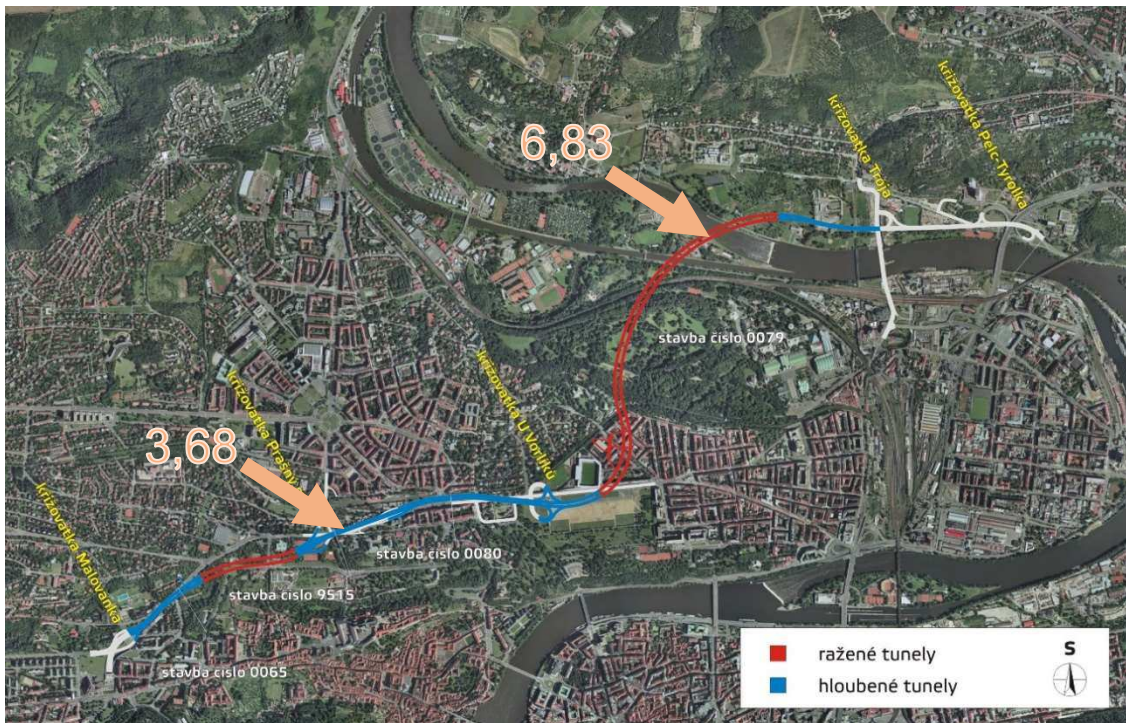 6,83
křižovatka Pelc-Tyrolka
křižovatka Troja
stavba číslo 0079
křižovatka U Vorlíků
křižovatka Prašný
3,68
křižovatka Malovanka
stavba číslo 0080
stavba číslo 9515
stavba číslo 0065
ražené tunely
hloubené tunely
S